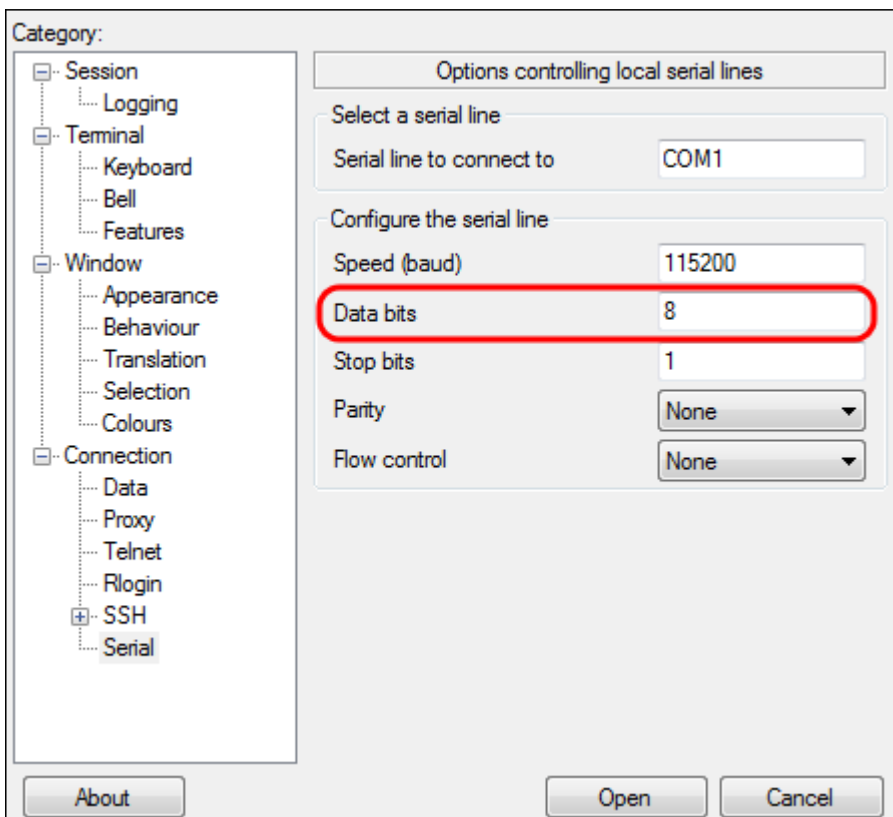 Category:
Session
Logging
Terminal
Keyboard
Bell
Features
Window
Appearance
Behaviour
Translation
Selection
Colours
Connection
Data
Proxy
Telnet
Rlogin
SSH
Serial
Options controlling local serial lines
Select a serial line
Serial line to connect to COM1
Configure the serial line
Speed (baud) 115200
Data bits 8
Stop bits 1
Parity None
Flow control None
About Open Cancel